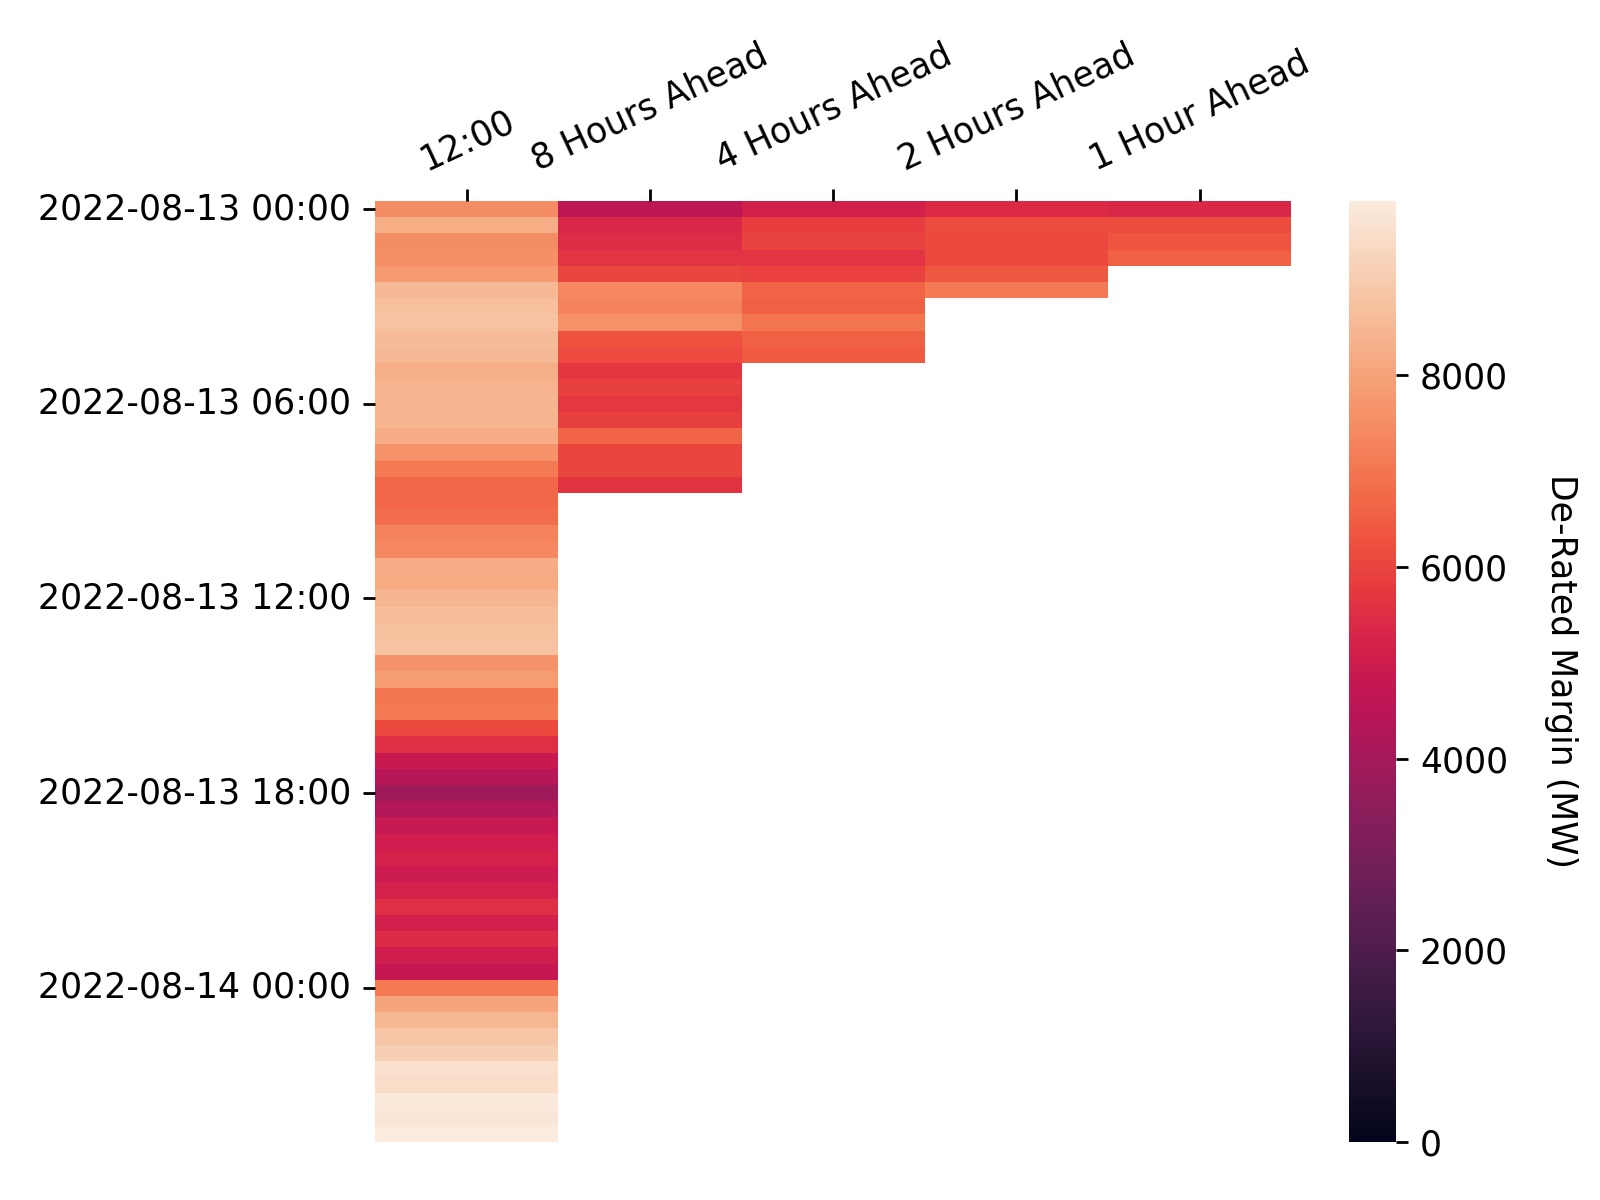 12:00
8 Hours Ahead
4 Hours Ahead
2 Hours Ahead
1 Hour Ahead
2022-08-13 00:00
2022-08-13 06:00
2022-08-13 12:00
2022-08-13 18:00
2022-08-14 00:00
8000
6000
4000
2000
0
De-Rated Margin (MW)